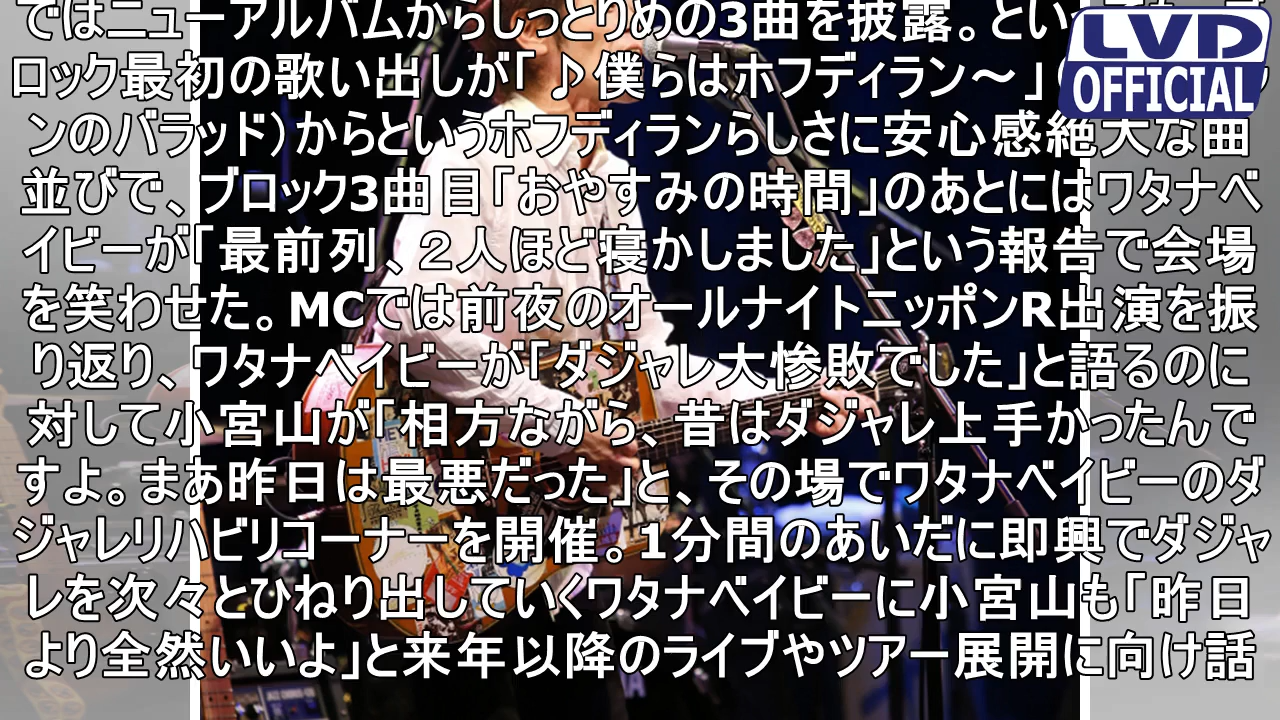 ではニューアルバムからしっとりめの3曲を披露。とい
ロック最初の歌い出しが「♪僕らはホフディラン～」(
ンのバラッド）からというホフディランらしさに安心感絶大な曲
並びで、ブロック3曲目「おやすみの時間」のあとにはワタナベ
イビーが「最前列、２人ほど寝かしました」という報告で会場
を笑わせた。MCでは前夜のオールナイトニッポンR出演を振
り返り、ワタナベイビーが「ダジャレ大惨敗でした」と語るのに
対して小宮山が「相方ながら、昔はダジャレ上手かったんで
すよ。まあ昨日は最悪だった」と、その場でワタナベイビーのダ
ジャレリハビリコーナーを開催。1分間のあいだに即興でダジャ
レを次々とひねり出していくワタナベイビーに小宮山も「昨日
より全然いいよ」と来年以降のライブやツアー展開に向け話
LVD
OFFICIAL